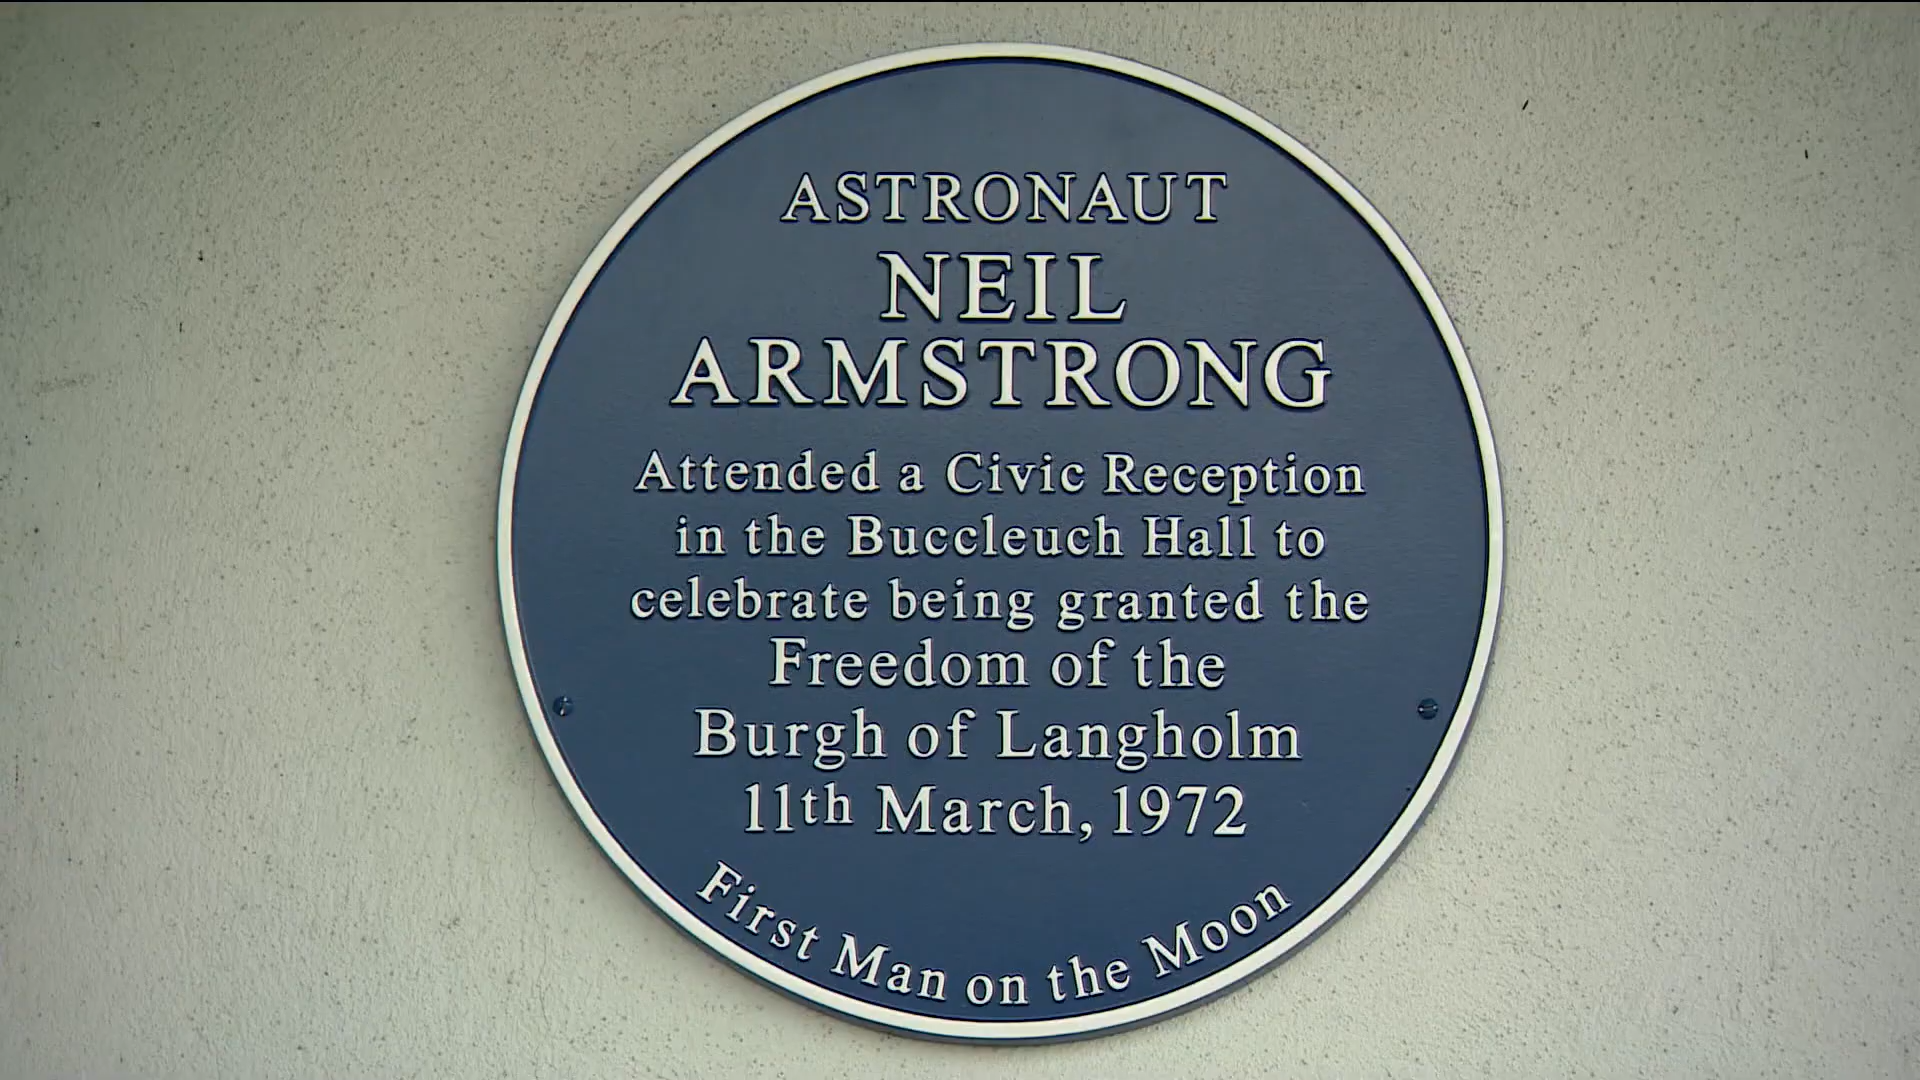 ASTRONAUT
NEIL
ARMSTRONG
Attended a Civic Reception
in the Buccleuch Hall to
celebrate being granted the
Freedom of the
Burgh of Langholm
11th March, 1972
First Man on the Moon